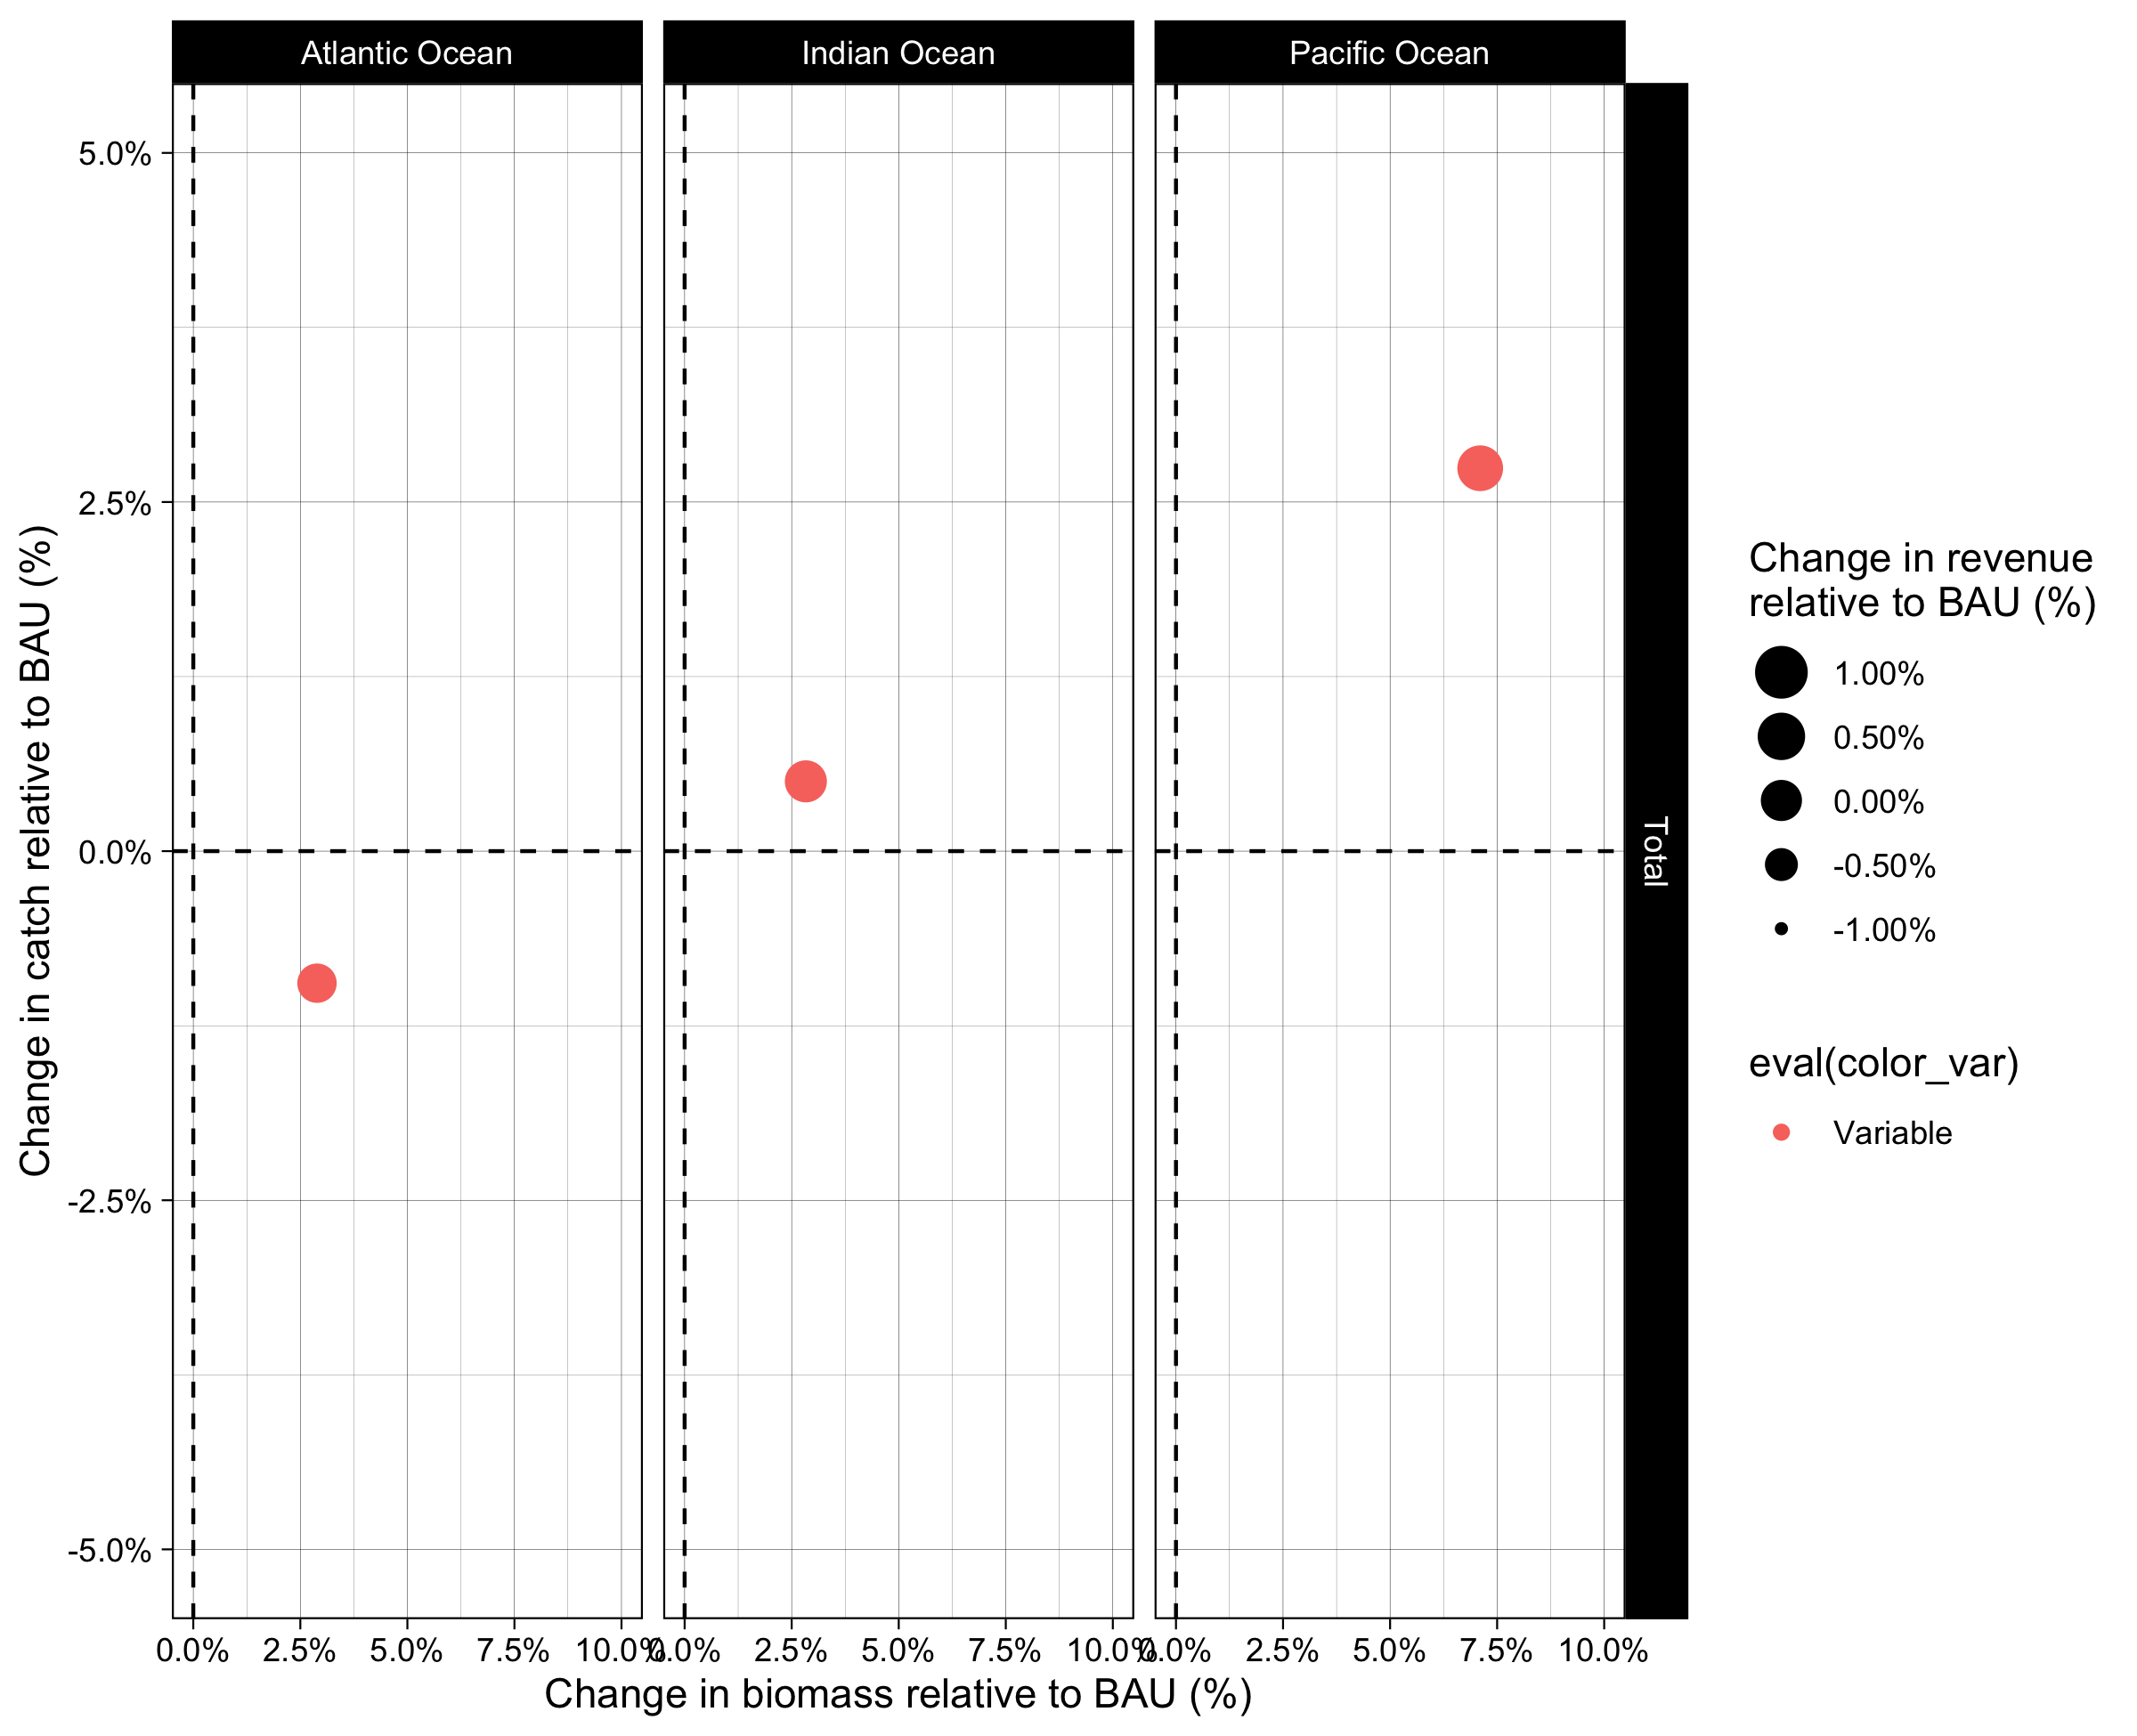 Atlantic Ocean
Indian Ocean
Pacific Ocean
5.0%
2.5%
0.0%
-2.5%
-5.0%
Change in catch relative to BAU (%)
Total
0.0%
2.5%
5.0%
7.5%
10.0%
0.0%
2.5%
5.0%
7.5%
10.0%
0.0%
2.5%
5.0%
7.5%
10.0%
Change in biomass relative to BAU (%)
Change in revenue
relative to BAU (%)
1.00%
0.50%
0.00%
-0.50%
-1.00%
eval(color_var)
Variable